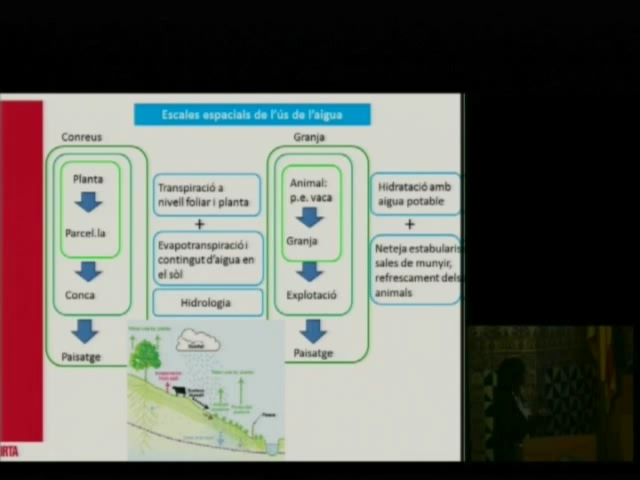 Escales espacials de l'ús de l'aigua
Conreus
Planta
Parcel.la
Conca
Paisatge
Transpiració a
nivell foliar i planta
+
Evapotranspiració i
contingut d'aigua en
el sòl
Hidrologia
Granja
Animal:
p.e. vaca
Granja
Explotació
Paisatge
Hidratació amb
aigua potable
+
Neteja estabularis
sales de munyir,
refrescament dels
animals
IRTA